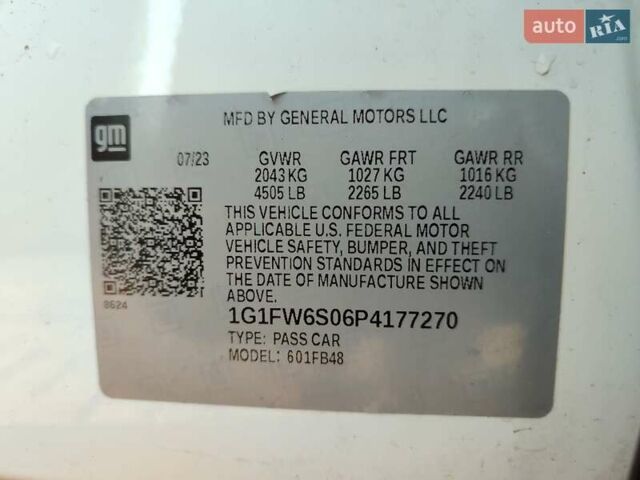 auto RIA .com
gm
MFD BY GENERAL MOTORS LLC
07/23 GVWR GAWR FRT GAWR RR
2043 KG 1027 KG 1016 KG
4505 LB 2265 LB 2240 LB
THIS VEHICLE CONFORMS TO ALL
APPLICABLE U.S. FEDERAL MOTOR
VEHICLE SAFETY, BUMPER, AND THEFT
PREVENTION STANDARDS IN EFFECT ON
THE DATE OF MANUFACTURE SHOWN ABOVE.
8624
1G1FW6S06P4177270
TYPE: PASS CAR
MODEL: 601FB48